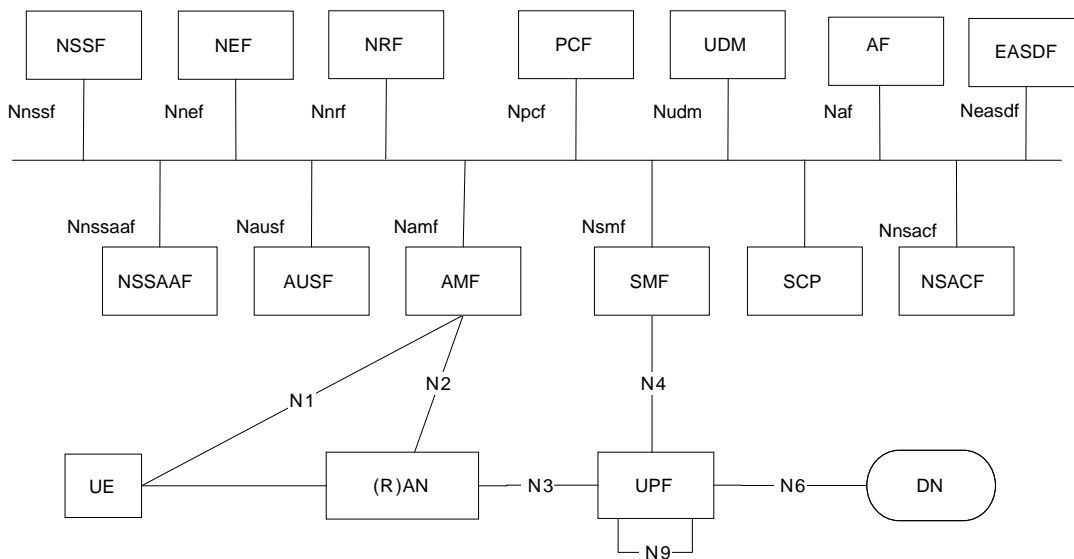 NSSF
NEF
NRF
PCF
UDM
AF
EASDF
Nnssf
Nnef
Nnrf
Npcf
Nudm
Naf
Neasdf
Nnssaaf
Nausf
Namf
Nsmf
Nnsacf
NSSAAF
AUSF
AMF
SMF
SCP
NSACF
N1
N2
N4
UE
(R)AN
N3
UPF
N6
DN
N9